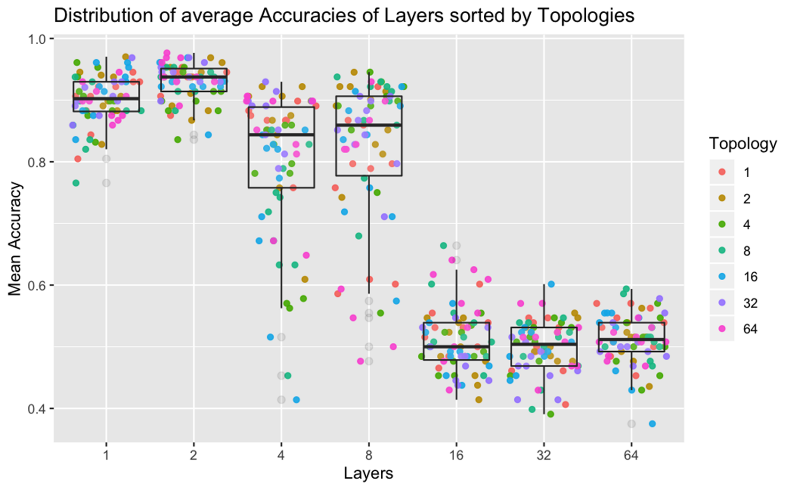 Distribution of average Accuracies of Layers sorted by Topologies
1.0
0.8
0.6
0.4
Mean Accuracy
1 2 4 8 16 32 64
Layers
Topology
1
2
4
8
16
32
64